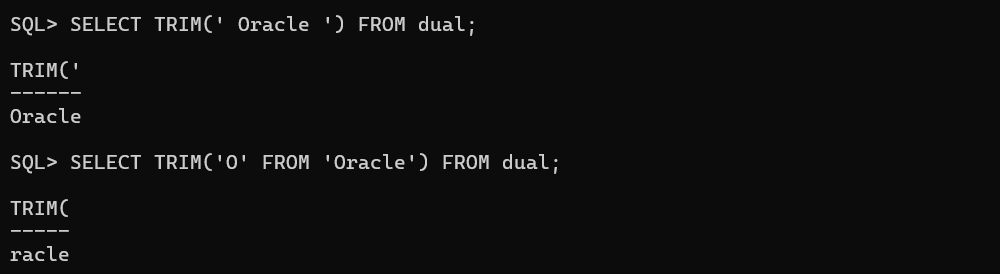 SQL> SELECT TRIM(' Oracle ') FROM dual;
TRIM('
------
Oracle
SQL> SELECT TRIM('O' FROM 'Oracle') FROM dual;
TRIM(
-----
racle